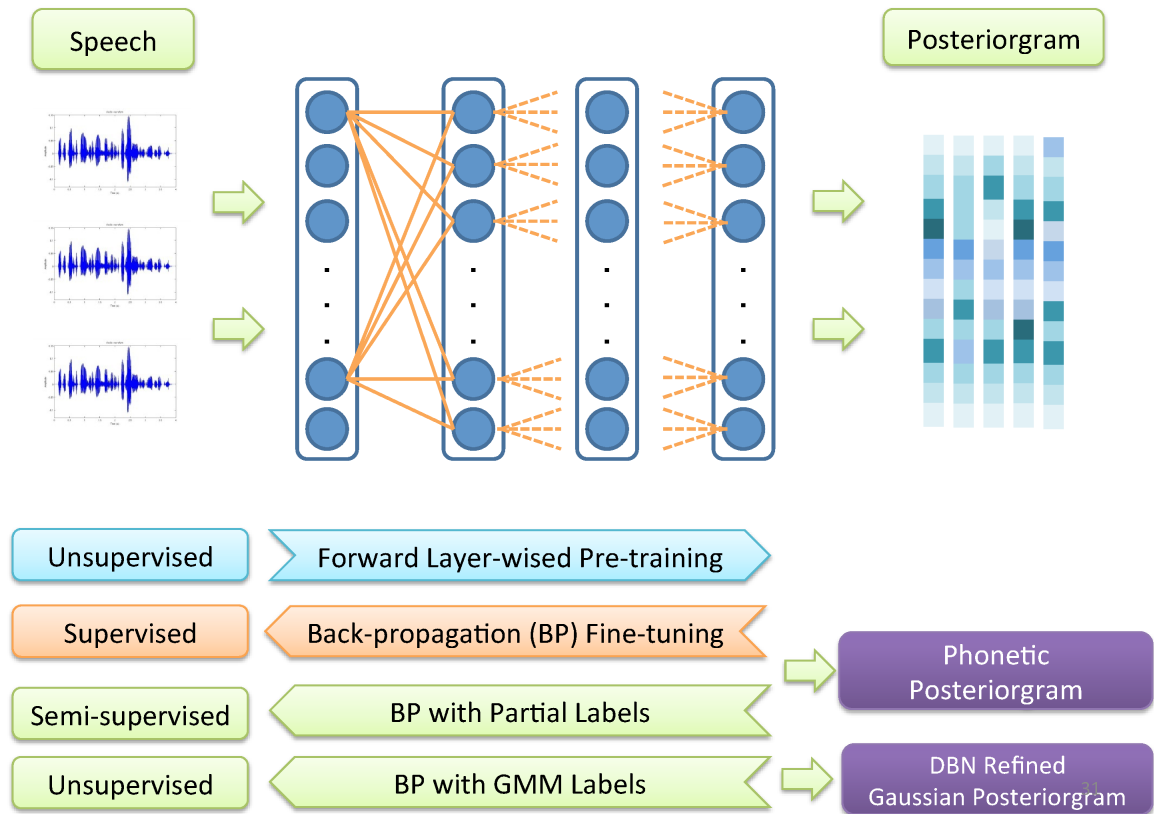 Speech
Posteriorgram
Unsupervised
Forward Layer-wised Pre-training
Supervised
Back-propagation (BP) Fine-tuning
Phonetic
Posteriorgram
Semi-supervised
BP with Partial Labels
Unsupervised
BP with GMM Labels
DBN Refined
Gaussian Posteriorgram
31